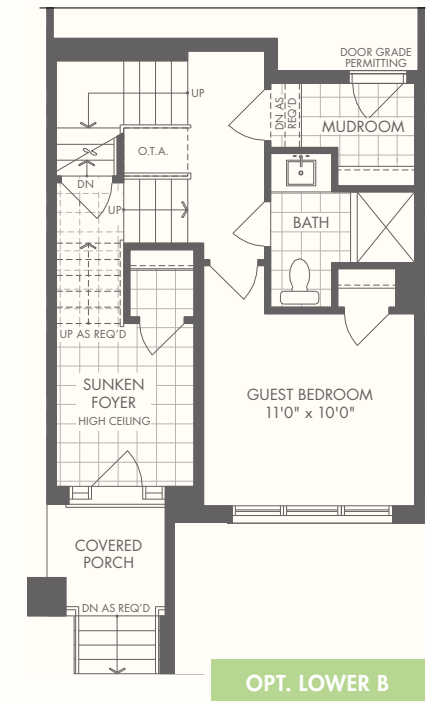 DOOR GRADE
PERMITTING
UP
DN AS
REQ'D
MUDROOM
O.T.A.
DN
UP
BATH
UP AS REQ'D
SUNKEN
FOYER
HIGH CEILING
GUEST BEDROOM
11'0" x 10'0"
COVERED
PORCH
DN AS REQ'D
OPT. LOWER B